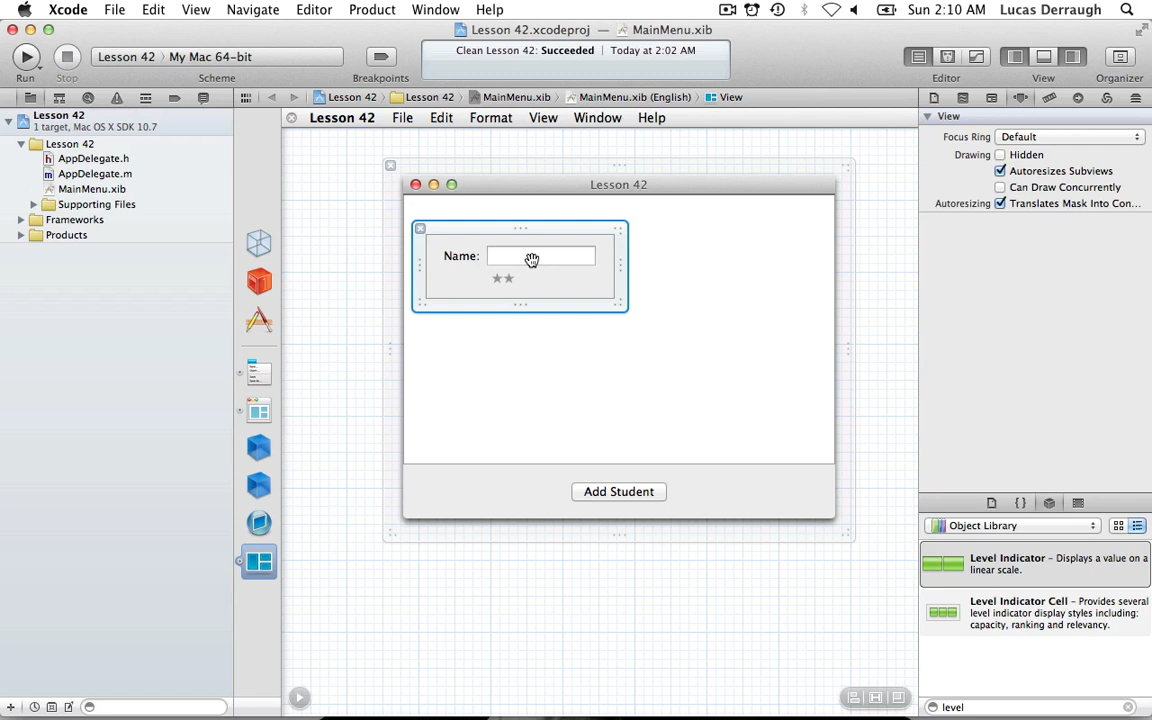 Xcode File Edit View Navigate Editor Product Window Help Sun 2:10 AM Lucas Derraugh
Lesson 42.xcodeproj — MainMenu.xib
Run Stop
Lesson 42 〉 My Mac 64-bit
Scheme
Breakpoints
Clean Lesson 42: Succeeded | Today at 2:02 AM
Editor View Organizer
Lesson 42 〉 Lesson 42 〉 MainMenu.xib 〉 MainMenu.xib (English) 〉 View
Lesson 42
1 target, Mac OS X SDK 10.7
Lesson 42
AppDelegate.h
AppDelegate.m
MainMenu.xib
Supporting Files
Frameworks
Products
Lesson 42 File Edit Format View Window Help
Lesson 42
Name:
Add Student
View
Focus Ring Default
Drawing Hidden
Autoresizes Subviews
Can Draw Concurrently
Autoresizing Translates Mask Into Con...
Object Library
Level Indicator – Displays a value on a
linear scale.
Level Indicator Cell – Provides several
level indicator display styles including:
capacity, ranking and relevancy.
level